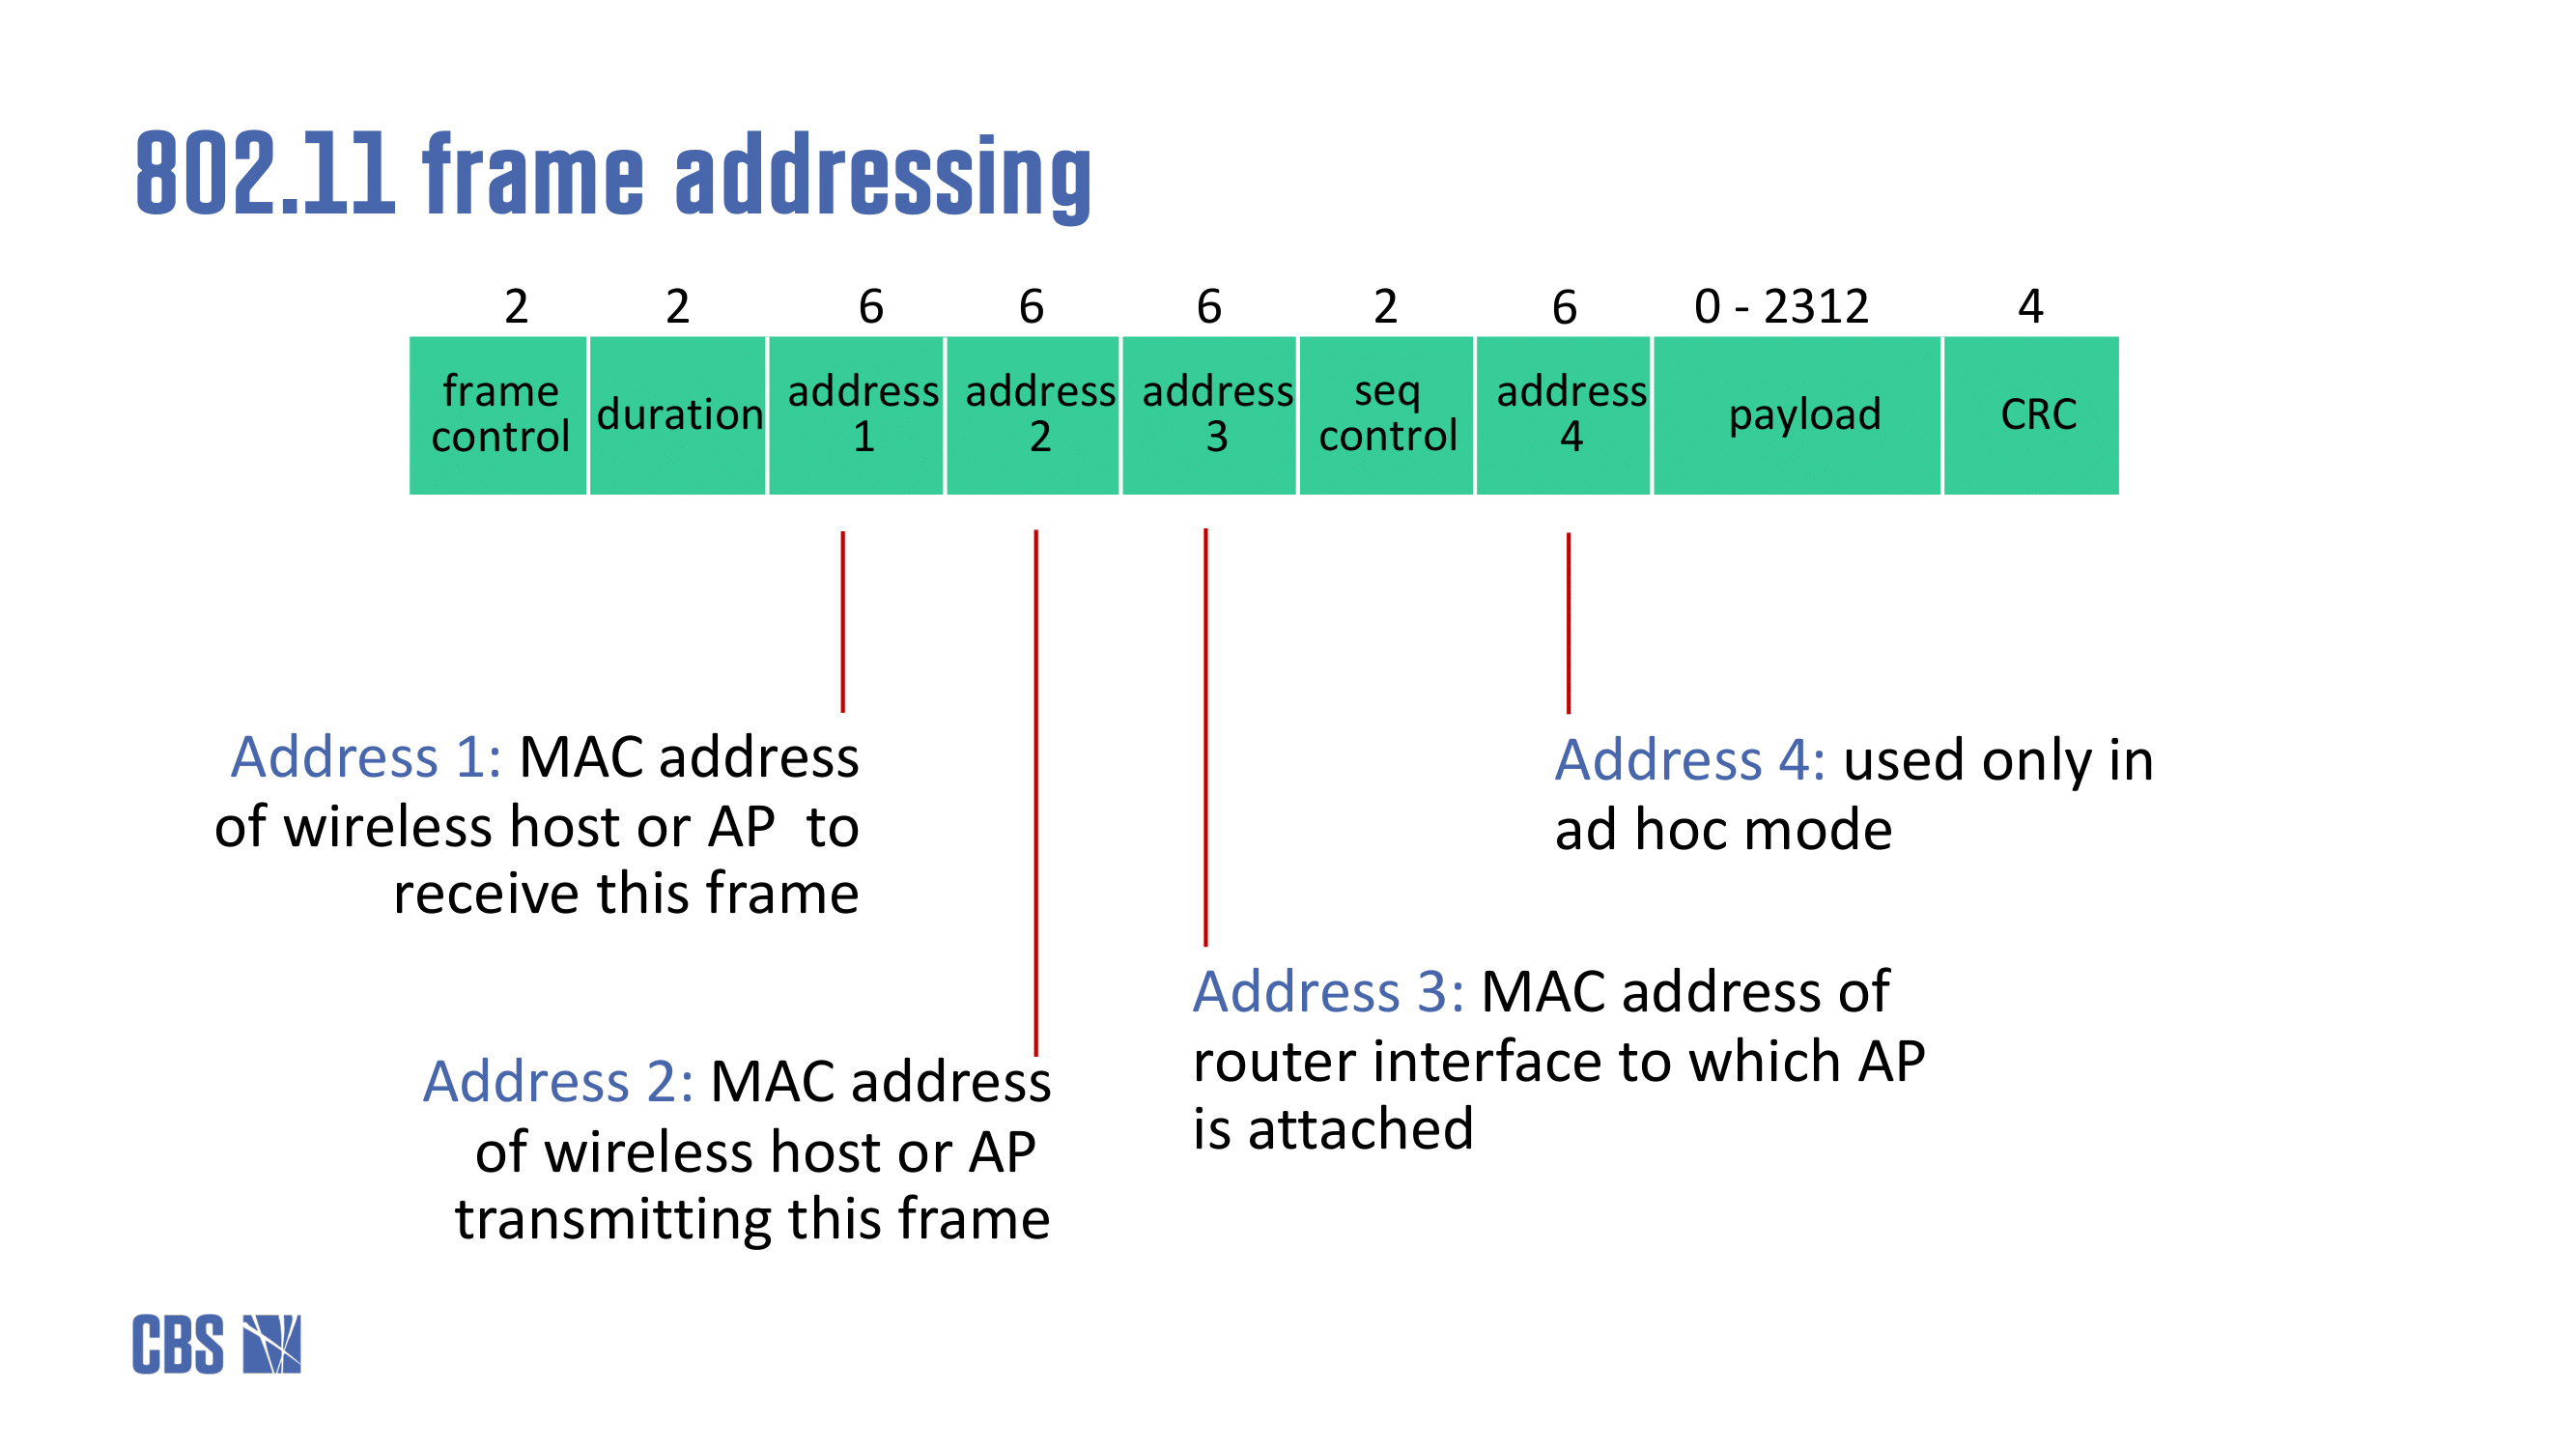 802.11 frame addressing
2 2 6 6 6 2 6 0 - 2312 4
frame control duration address 1 address 2 address 3 seq control address 4 payload CRC
Address 1: MAC address
of wireless host or AP to
receive this frame
Address 2: MAC address
of wireless host or AP
transmitting this frame
Address 3: MAC address of
router interface to which AP
is attached
Address 4: used only in
ad hoc mode
CBS